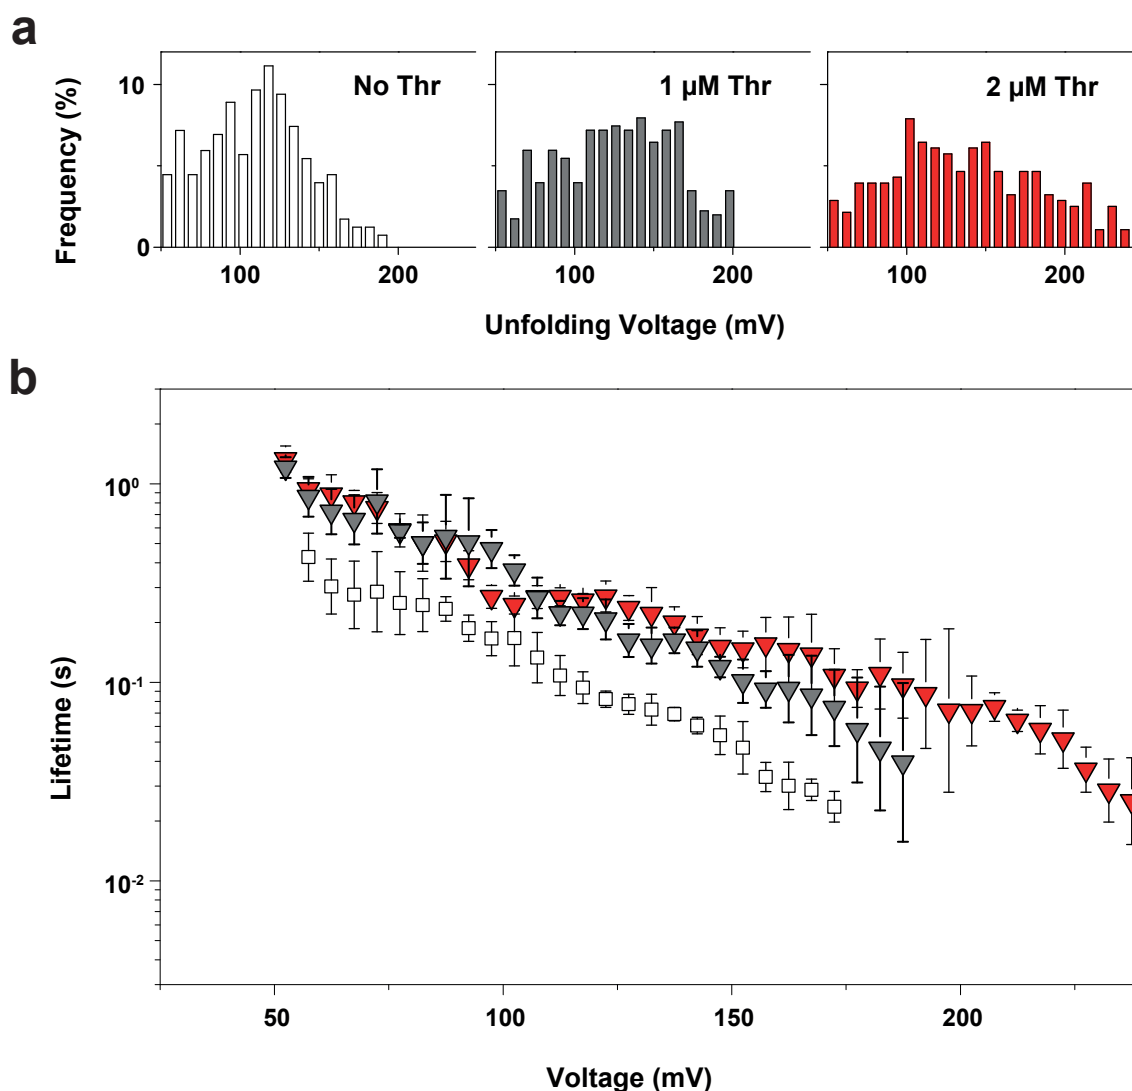 a
No Thr
1 µM Thr
2 µM Thr
Frequency (%)
10
0
100
200
100
200
100
200
Unfolding Voltage (mV)
b
Lifetime (s)
10⁰
10⁻¹
10⁻²
50
100
150
200
Voltage (mV)